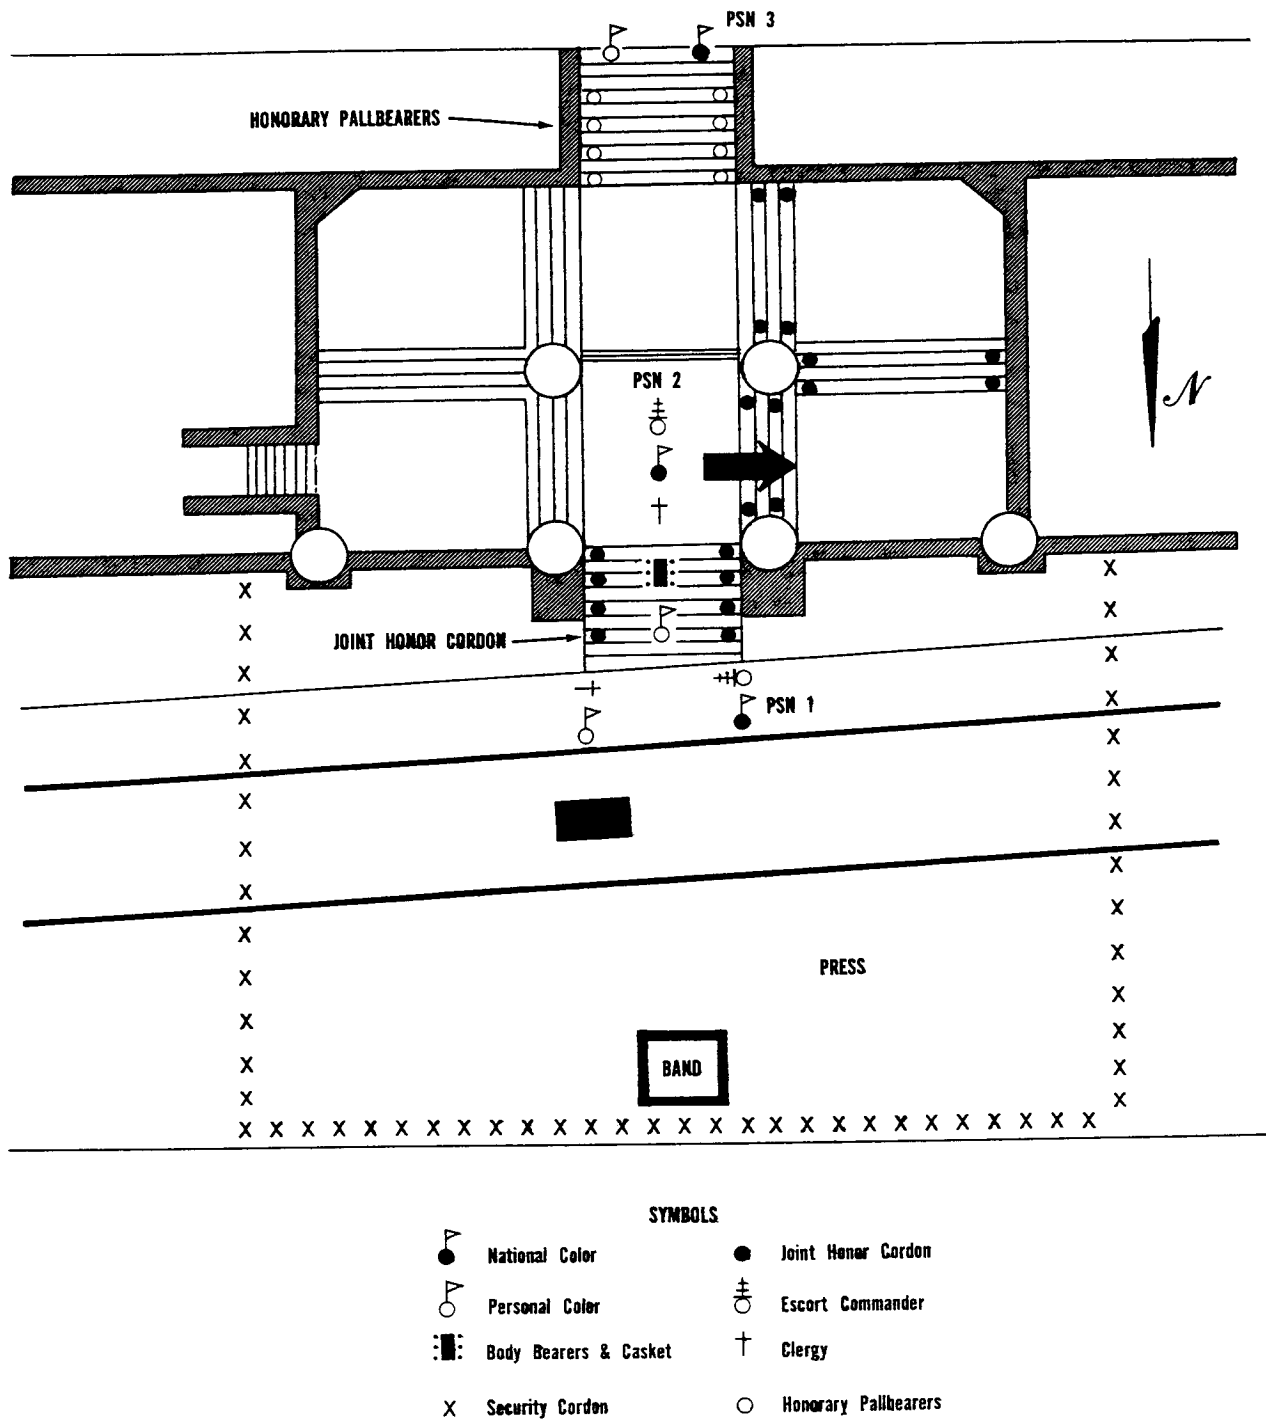 PSN 3
HONORARY PALLBEARERS
PSN 2
N
JOINT HONOR CORDON
PSN 1
PRESS
BAND
X X X X X X X X X X X X X X X X X X X X X X X X X X X X
SYMBOLS
National Color
Joint Honor Cordon
Personal Color
Escort Commander
Body Bearers & Casket
Clergy
X Security Cordon
Honorary Pallbearers